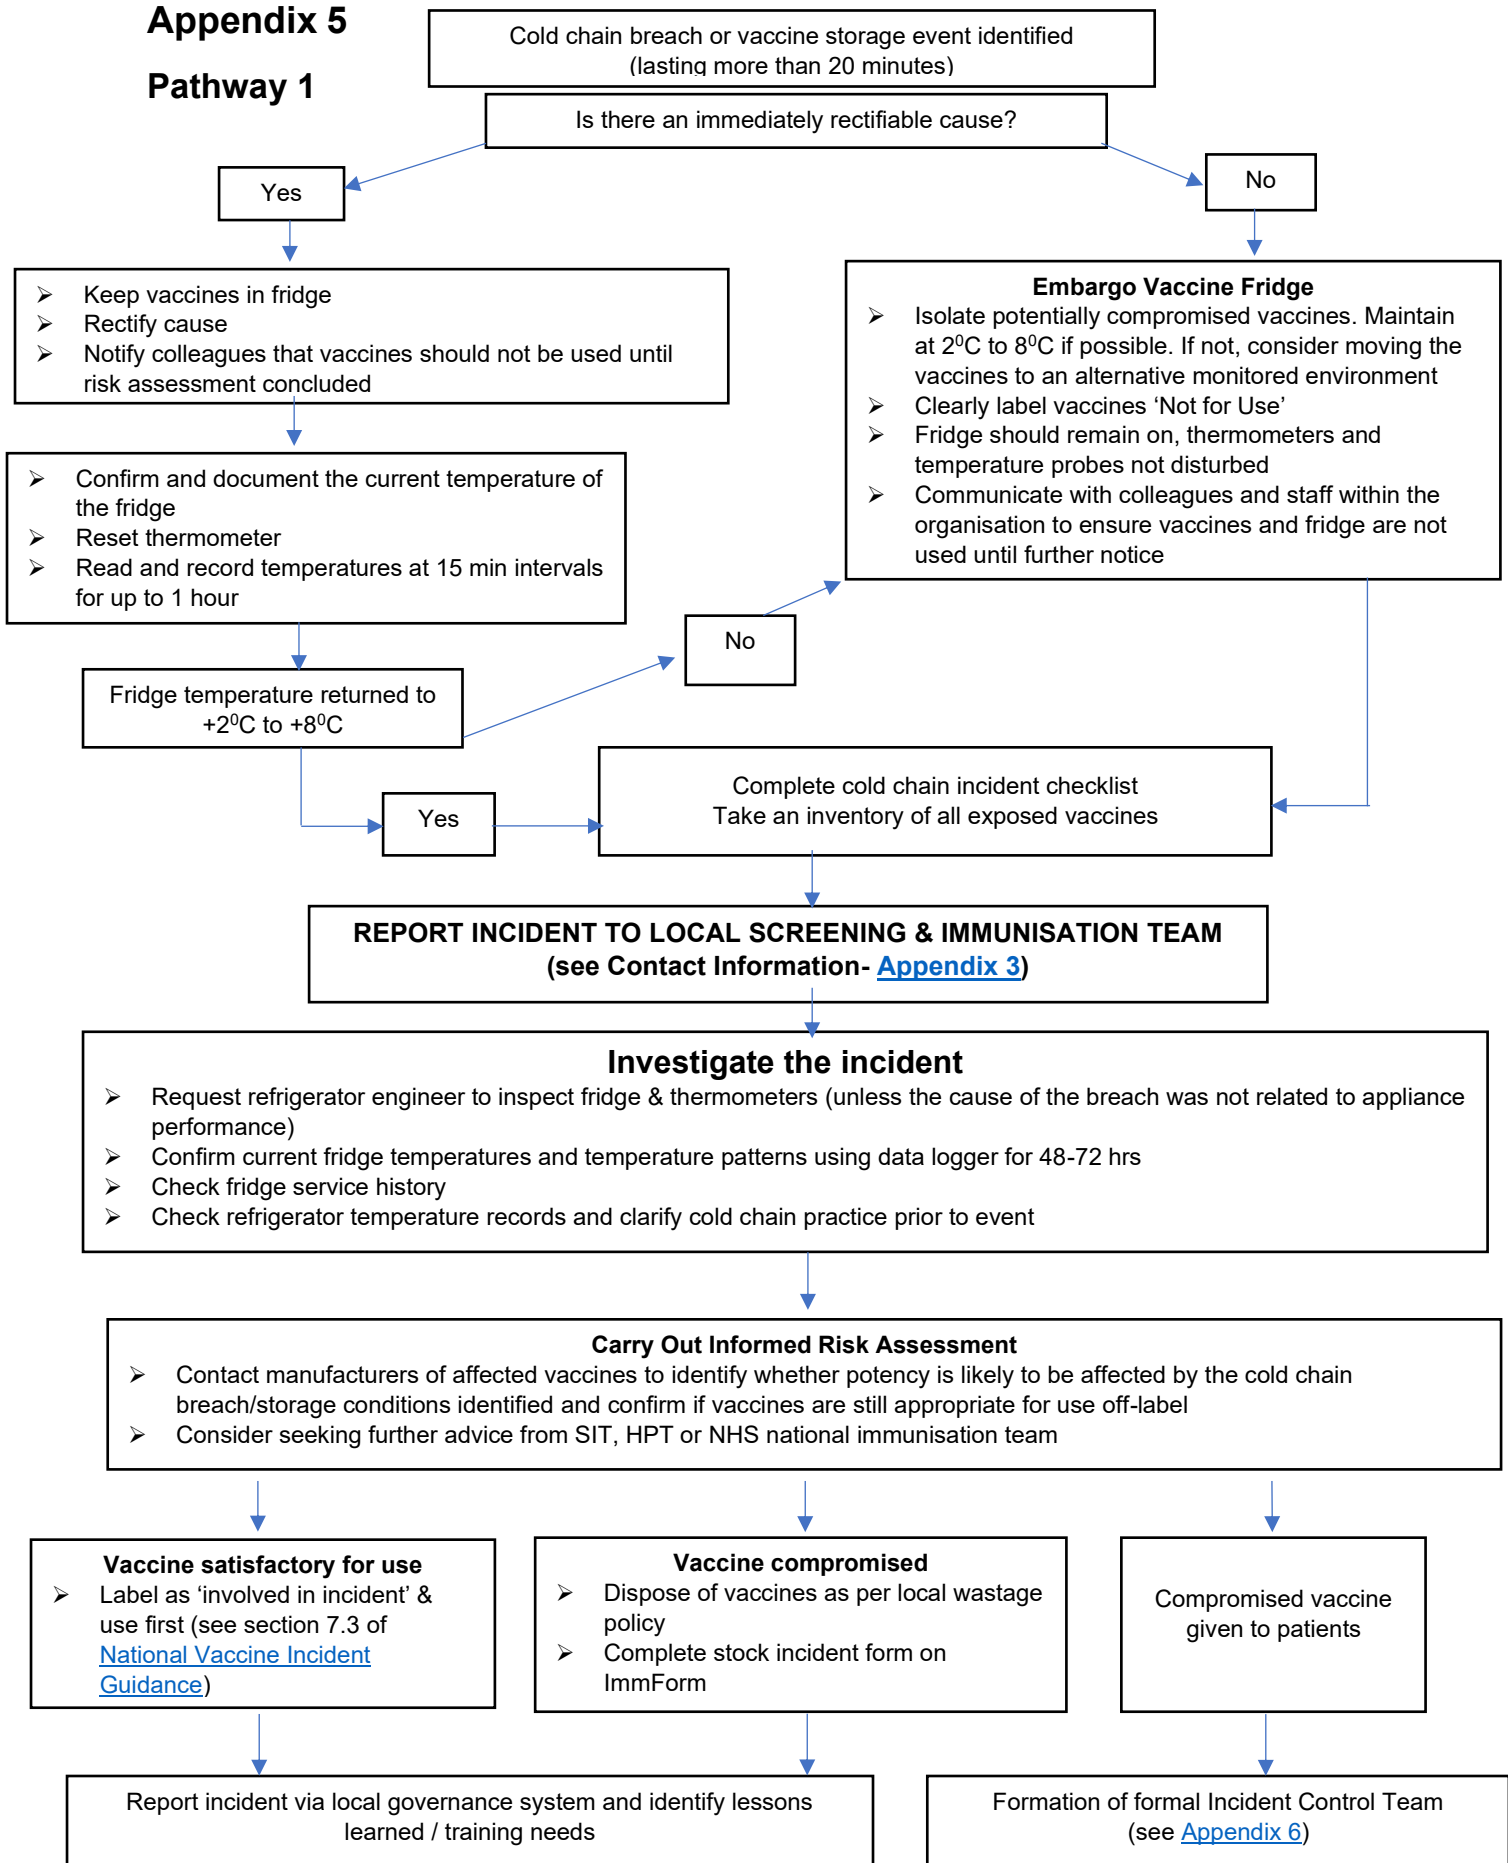 Appendix 5
Pathway 1
Cold chain breach or vaccine storage event identified
(lasting more than 20 minutes)
Is there an immediately rectifiable cause?
Yes
No
➢ Keep vaccines in fridge
➢ Rectify cause
➢ Notify colleagues that vaccines should not be used until
risk assessment concluded
Embargo Vaccine Fridge
➢ Isolate potentially compromised vaccines. Maintain
at 2⁰C to 8⁰C if possible. If not, consider moving the
vaccines to an alternative monitored environment
➢ Clearly label vaccines ‘Not for Use’
➢ Fridge should remain on, thermometers and
temperature probes not disturbed
➢ Communicate with colleagues and staff within the
organisation to ensure vaccines and fridge are not
used until further notice
➢ Confirm and document the current temperature of
the fridge
➢ Reset thermometer
➢ Read and record temperatures at 15 min intervals
for up to 1 hour
No
Fridge temperature returned to
+2⁰C to +8⁰C
Yes
Complete cold chain incident checklist
Take an inventory of all exposed vaccines
REPORT INCIDENT TO LOCAL SCREENING & IMMUNISATION TEAM
(see Contact Information- Appendix 3)
Investigate the incident
➢ Request refrigerator engineer to inspect fridge & thermometers (unless the cause of the breach was not related to appliance
performance)
➢ Confirm current fridge temperatures and temperature patterns using data logger for 48-72 hrs
➢ Check fridge service history
➢ Check refrigerator temperature records and clarify cold chain practice prior to event
Carry Out Informed Risk Assessment
➢ Contact manufacturers of affected vaccines to identify whether potency is likely to be affected by the cold chain
breach/storage conditions identified and confirm if vaccines are still appropriate for use off-label
➢ Consider seeking further advice from SIT, HPT or NHS national immunisation team
Vaccine satisfactory for use
➢ Label as ‘involved in incident’ &
use first (see section 7.3 of
National Vaccine Incident
Guidance)
Vaccine compromised
➢ Dispose of vaccines as per local wastage
policy
➢ Complete stock incident form on
ImmForm
Compromised vaccine
given to patients
Report incident via local governance system and identify lessons
learned / training needs
Formation of formal Incident Control Team
(see Appendix 6)